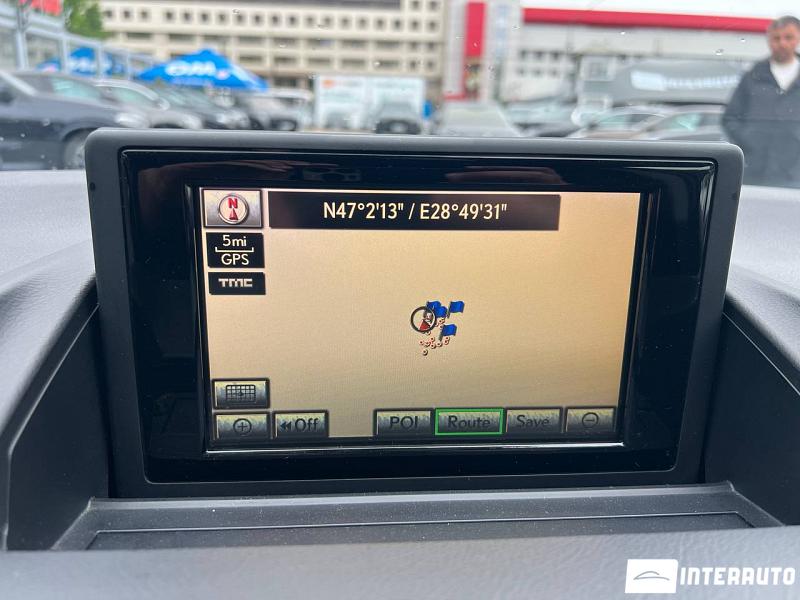 N
N47°2'13" / E28°49'31"
5mi
GPS
TMC
Off
POI
Route
Save
INTERAUTO